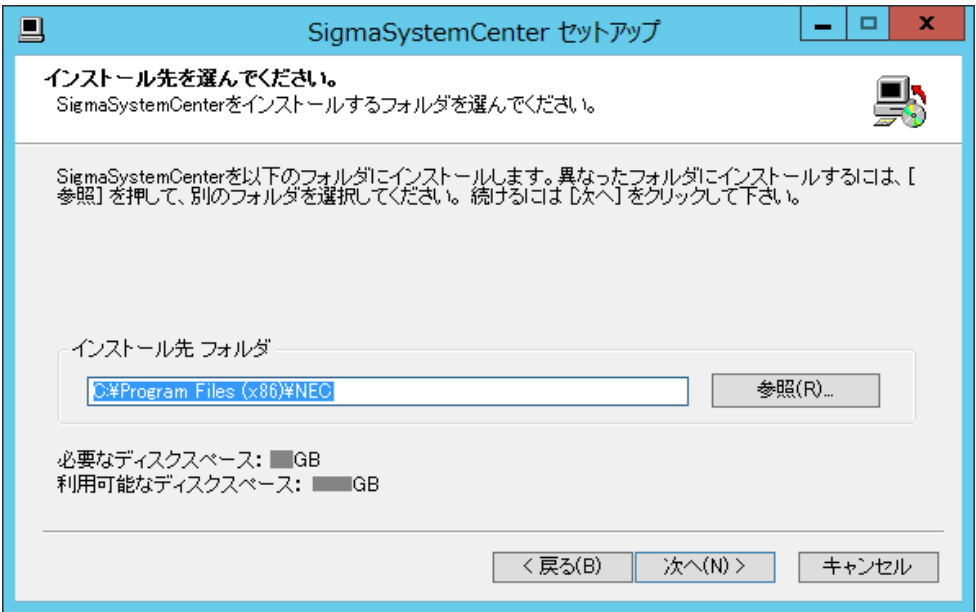 SigmaSystemCenter セットアップ
インストール先を選んでください。
SigmaSystemCenterをインストールするフォルダを選んでください。
SigmaSystemCenterを以下のフォルダにインストールします。異なったフォルダにインストールするには、[
参照] を押して、別のフォルダを選択してください。続けるには [次へ] をクリックして下さい。
インストール先 フォルダ
C:¥Program Files (x86)¥NEC
参照(R)...
必要なディスクスペース: GB
利用可能なディスクスペース: GB
< 戻る(B)
次へ(N) >
キャンセル